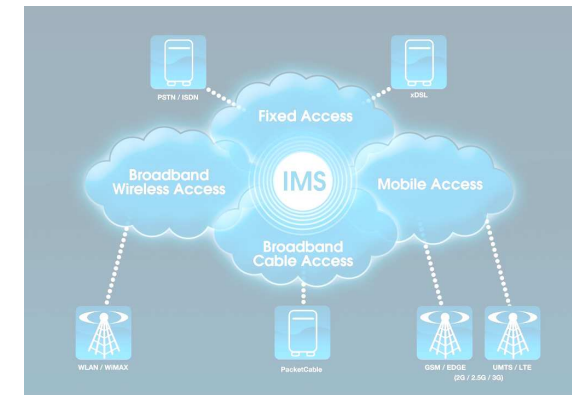 PSTN / ISDN
xDSL
Fixed Access
Broadband
Wireless Access
IMS
Mobile Access
Broadband
Cable Access
WLAN / WiMAX
PacketCable
GSM / EDGE
UMTS / LTE
(2G / 2.5G / 3G)